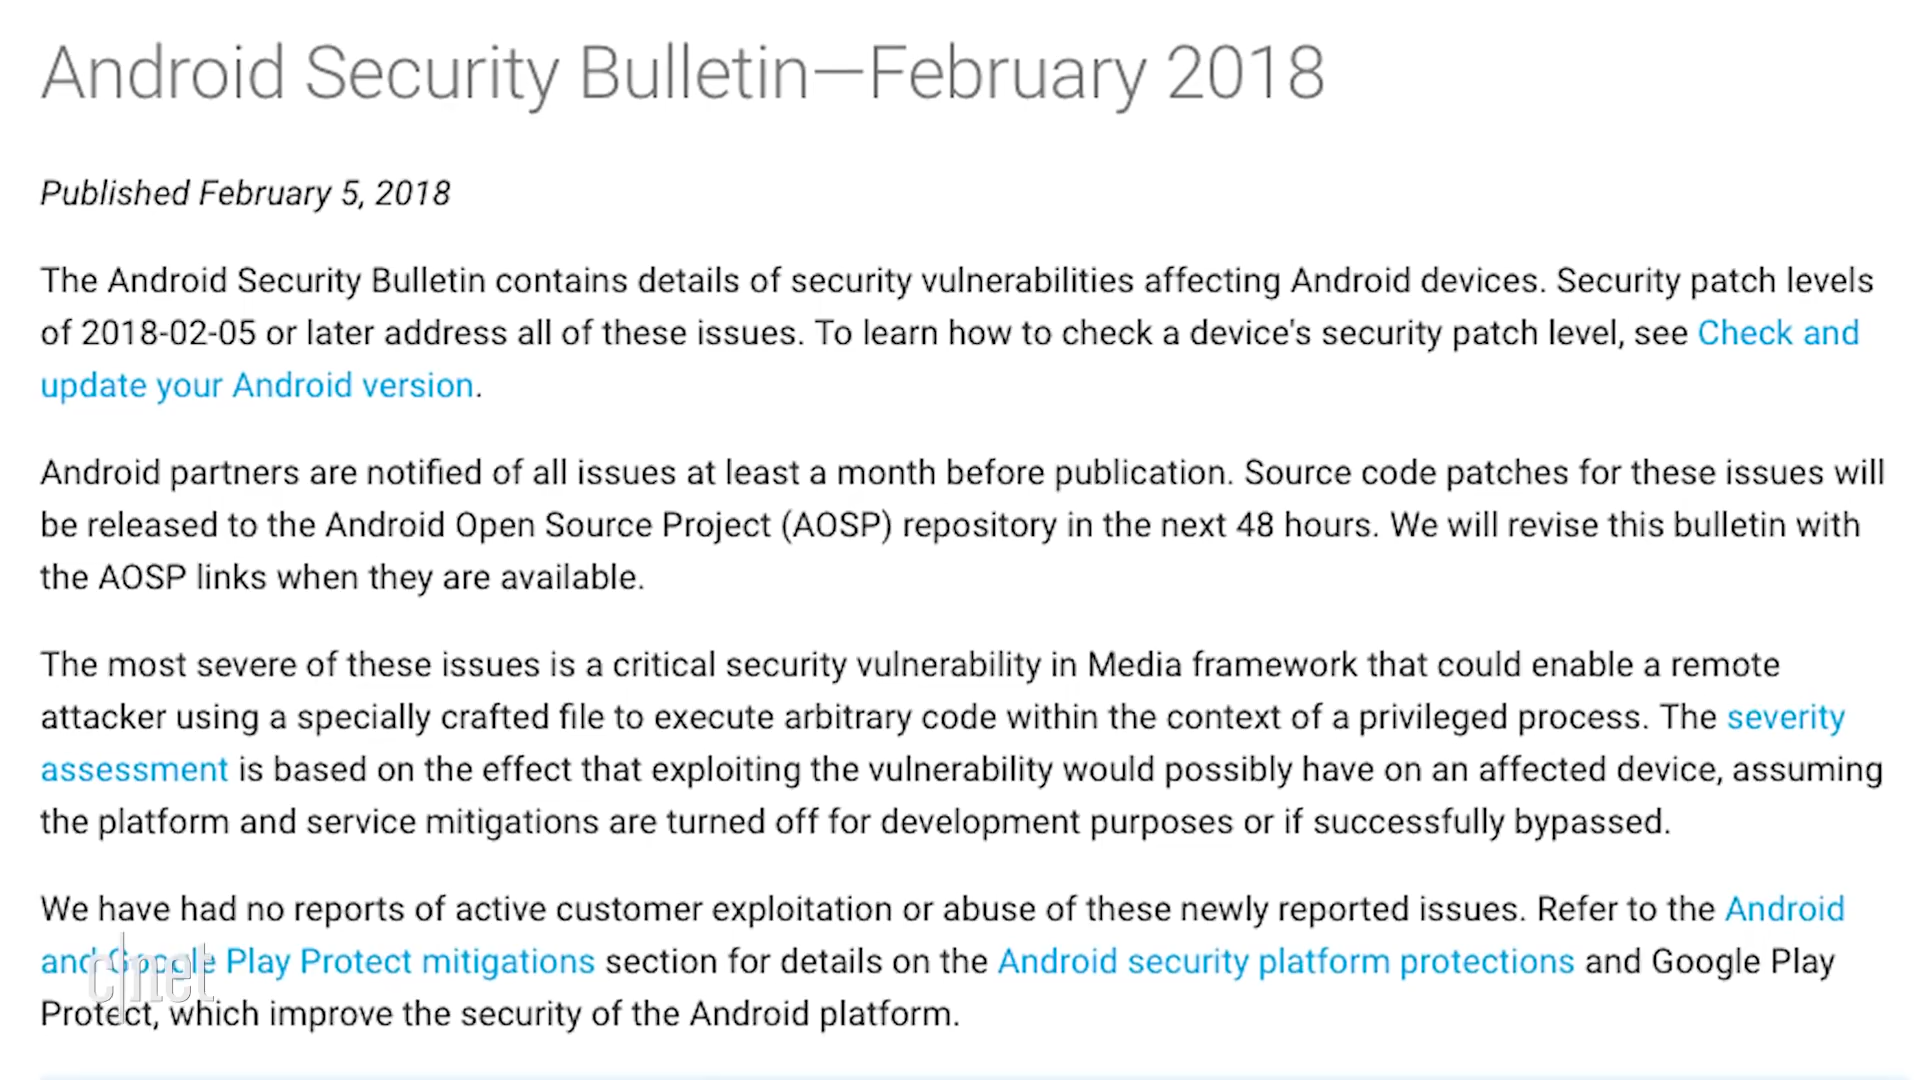 Android Security Bulletin—February 2018
Published February 5, 2018
The Android Security Bulletin contains details of security vulnerabilities affecting Android devices. Security patch levels
of 2018-02-05 or later address all of these issues. To learn how to check a device's security patch level, see Check and
update your Android version.
Android partners are notified of all issues at least a month before publication. Source code patches for these issues will
be released to the Android Open Source Project (AOSP) repository in the next 48 hours. We will revise this bulletin with
the AOSP links when they are available.
The most severe of these issues is a critical security vulnerability in Media framework that could enable a remote
attacker using a specially crafted file to execute arbitrary code within the context of a privileged process. The severity
assessment is based on the effect that exploiting the vulnerability would possibly have on an affected device, assuming
the platform and service mitigations are turned off for development purposes or if successfully bypassed.
We have had no reports of active customer exploitation or abuse of these newly reported issues. Refer to the Android
and Google Play Protect mitigations section for details on the Android security platform protections and Google Play
Protect, which improve the security of the Android platform.
c|net